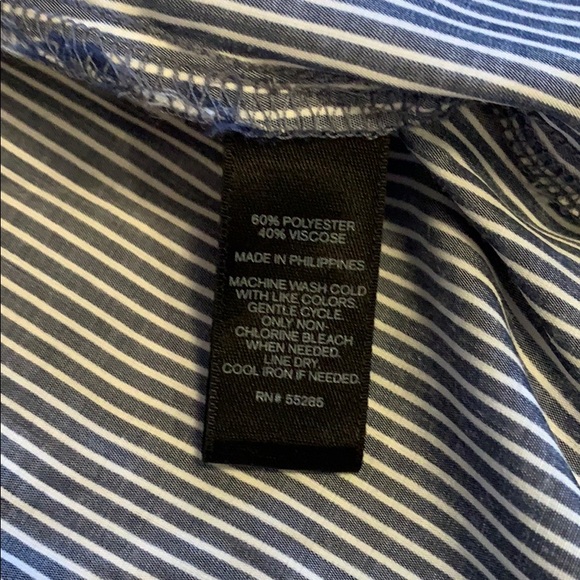 60% POLYESTER
40% VISCOSE
MADE IN PHILIPPINES
MACHINE WASH COLD
WITH LIKE COLORS.
GENTLE CYCLE.
ONLY NON-
CHLORINE BLEACH
WHEN NEEDED.
LINE DRY.
COOL IRON IF NEEDED.
RN# 55285